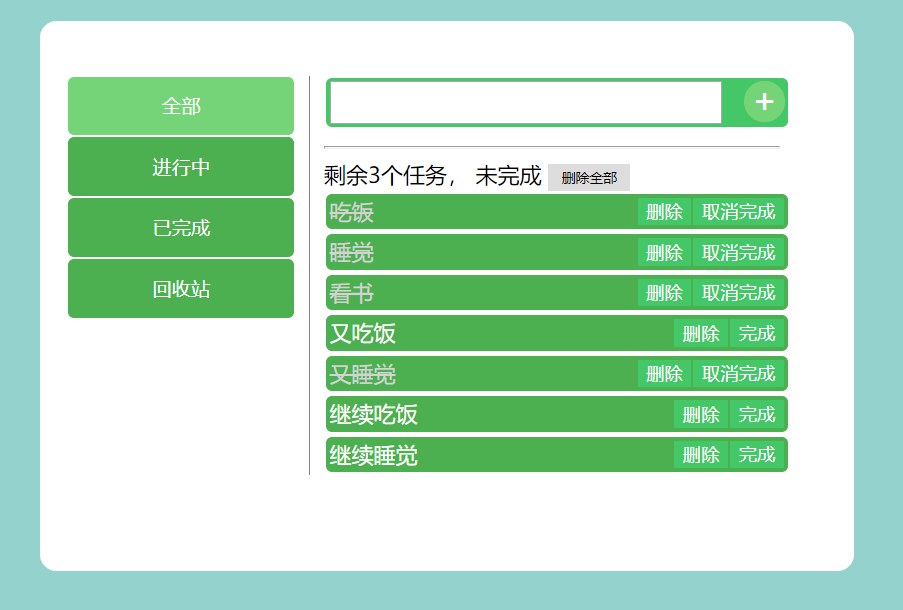 全部
进行中
已完成
回收站
+
剩余3个任务， 未完成 删除全部
吃饭 删除 取消完成
睡觉 删除 取消完成
看书 删除 取消完成
又吃饭 删除 完成
又睡觉 删除 取消完成
继续吃饭 删除 完成
继续睡觉 删除 完成